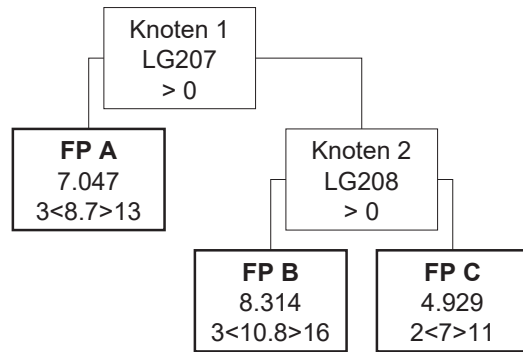 Knoten 1
LG207
> 0
FP A
7.047
3<8.7>13
Knoten 2
LG208
> 0
FP B
8.314
3<10.8>16
FP C
4.929
2<7>11